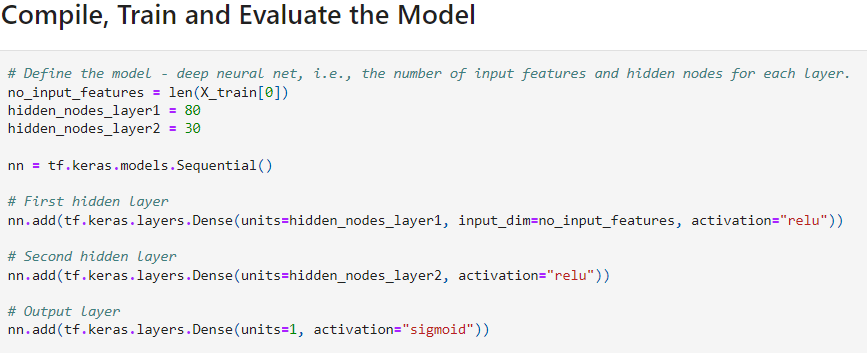 Compile, Train and Evaluate the Model
# Define the model - deep neural net, i.e., the number of input features and hidden nodes for each layer.
no_input_features = len(X_train[0])
hidden_nodes_layer1 = 80
hidden_nodes_layer2 = 30
nn = tf.keras.models.Sequential()
# First hidden layer
nn.add(tf.keras.layers.Dense(units=hidden_nodes_layer1, input_dim=no_input_features, activation="relu"))
# Second hidden layer
nn.add(tf.keras.layers.Dense(units=hidden_nodes_layer2, activation="relu"))
# Output layer
nn.add(tf.keras.layers.Dense(units=1, activation="sigmoid"))